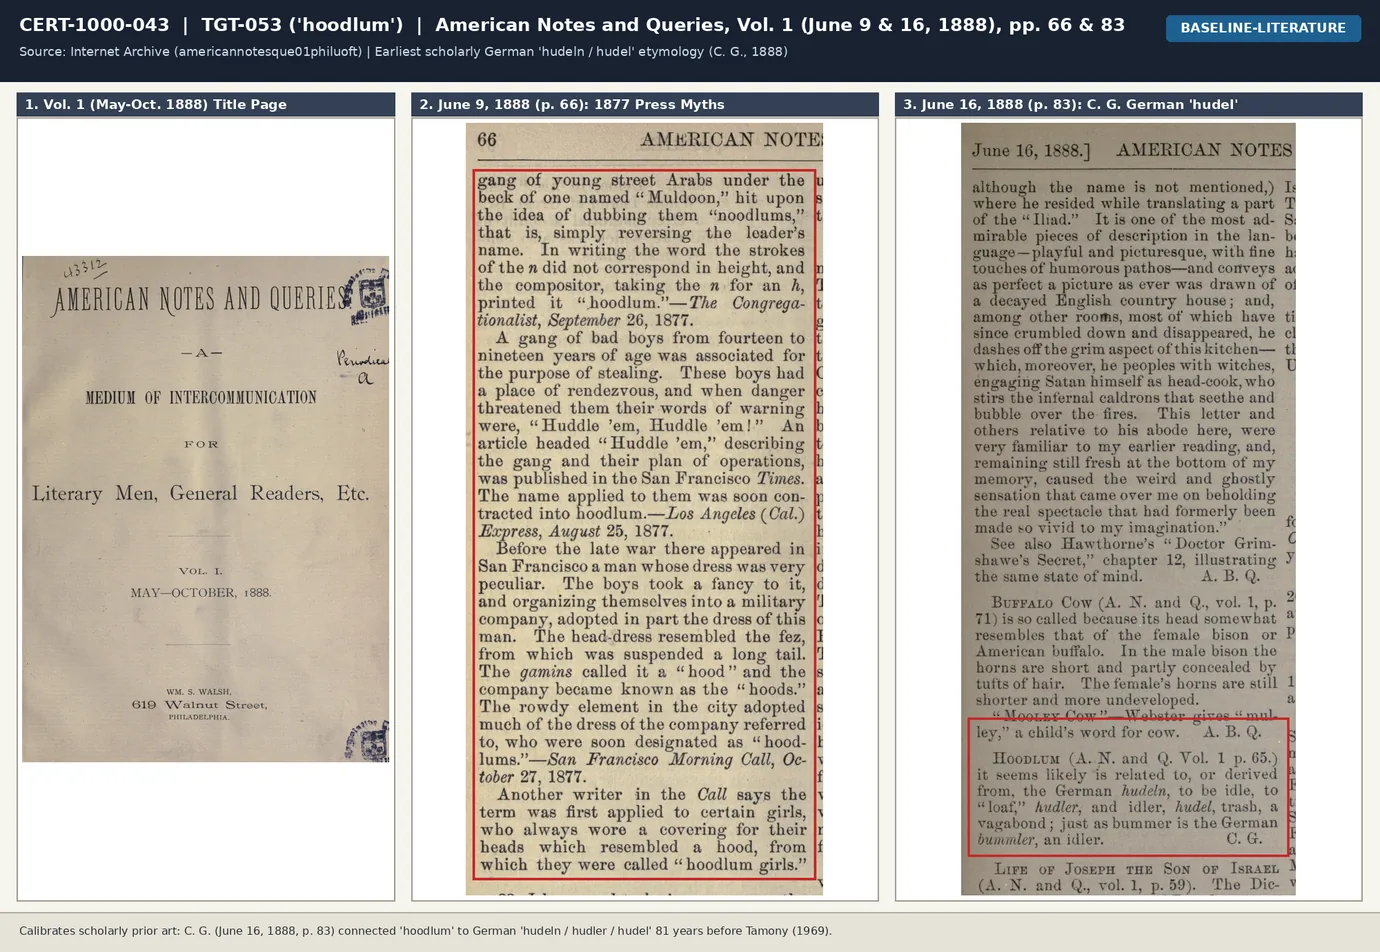 CERT-1000-043 | TGT-053 ('hoodlum') | American Notes and Queries, Vol. 1 (June 9 & 16, 1888), pp. 66 & 83
BASELINE-LITERATURE
Source: Internet Archive (americannotesque01philuoft) | Earliest scholarly German 'hudeln / hudel' etymology (C. G., 1888)
1. Vol. 1 (May-Oct. 1888) Title Page
43312
AMERICAN NOTES AND QUERIES
—A—
Periodical
a
MEDIUM OF INTERCOMMUNICATION
FOR
Literary Men, General Readers, Etc.
VOL. I.
MAY—OCTOBER, 1888.
WM. S. WALSH,
619 Walnut Street,
PHILADELPHIA.
2. June 9, 1888 (p. 66): 1877 Press Myths
66 AMERICAN NOTES
gang of young street Arabs under the
beck of one named “Muldoon,” hit upon
the idea of dubbing them “noodlums,”
that is, simply reversing the leader's
name. In writing the word the strokes
of the n did not correspond in height, and
the compositor, taking the n for an h,
printed it “hoodlum.”—The Congrega-
tionalist, September 26, 1877.
A gang of bad boys from fourteen to
nineteen years of age was associated for
the purpose of stealing. These boys had
a place of rendezvous, and when danger
threatened them their words of warning
were, “Huddle 'em, Huddle 'em!” An
article headed “Huddle 'em,” describing
the gang and their plan of operations,
was published in the San Francisco Times.
The name applied to them was soon con-
tracted into hoodlum.—Los Angeles (Cal.)
Express, August 25, 1877.
Before the late war there appeared in
San Francisco a man whose dress was very
peculiar. The boys took a fancy to it,
and organizing themselves into a military
company, adopted in part the dress of this
man. The head-dress resembled the fez,
from which was suspended a long tail.
The gamins called it a “hood” and the
company became known as the “hoods.”
The rowdy element in the city adopted
much of the dress of the company referred
to, who were soon designated as “hood-
lums.”—San Francisco Morning Call, Oc-
tober 27, 1877.
Another writer in the Call says the
term was first applied to certain girls,
who always wore a covering for their
heads which resembled a hood, from
which they were called “hoodlum girls.”
3. June 16, 1888 (p. 83): C. G. German 'hudel'
June 16, 1888.] AMERICAN NOTES
although the name is not mentioned,)
where he resided while translating a part
of the “Iliad.” It is one of the most ad-
mirable pieces of description in the lan-
guage—playful and picturesque, with fine
touches of humorous pathos—and conveys
as perfect a picture as ever was drawn of
a decayed English country house; and,
among other rooms, most of which have
since crumbled down and disappeared, he
dashes off the grim aspect of this kitchen—
which, moreover, he peoples with witches,
engaging Satan himself as head-cook, who
stirs the infernal caldrons that seethe and
bubble over the fires. This letter and
others relative to his abode here, were
very familiar to my earlier reading, and,
remaining still fresh at the bottom of my
memory, caused the weird and ghostly
sensation that came over me on beholding
the real spectacle that had formerly been
made so vivid to my imagination.”
See also Hawthorne's “Doctor Grim-
shawe's Secret,” chapter 12, illustrating
the same state of mind. A. B. Q.
BUFFALO COW (A. N. and Q., vol. 1, p.
71) is so called because its head somewhat
resembles that of the female bison or
American buffalo. In the male bison the
horns are short and partly concealed by
tufts of hair. The female's horns are still
shorter and more undeveloped.
“MOOLEY COW”—Webster gives “mul-
ley,” a child's word for cow. A. B. Q.
HOODLUM (A. N. and Q. Vol. 1 p. 65.)
it seems likely is related to, or derived
from, the German hudeln, to be idle, to
“loaf,” hudler, and idler, hudel, trash, a
vagabond; just as bummer is the German
bummler, an idler. C. G.
LIFE OF JOSEPH THE SON OF ISRAEL
(A. N. and Q., vol. 1, p. 59). The Dic-
Calibrates scholarly prior art: C. G. (June 16, 1888, p. 83) connected 'hoodlum' to German 'hudeln / hudler / hudel' 81 years before Tamony (1969).